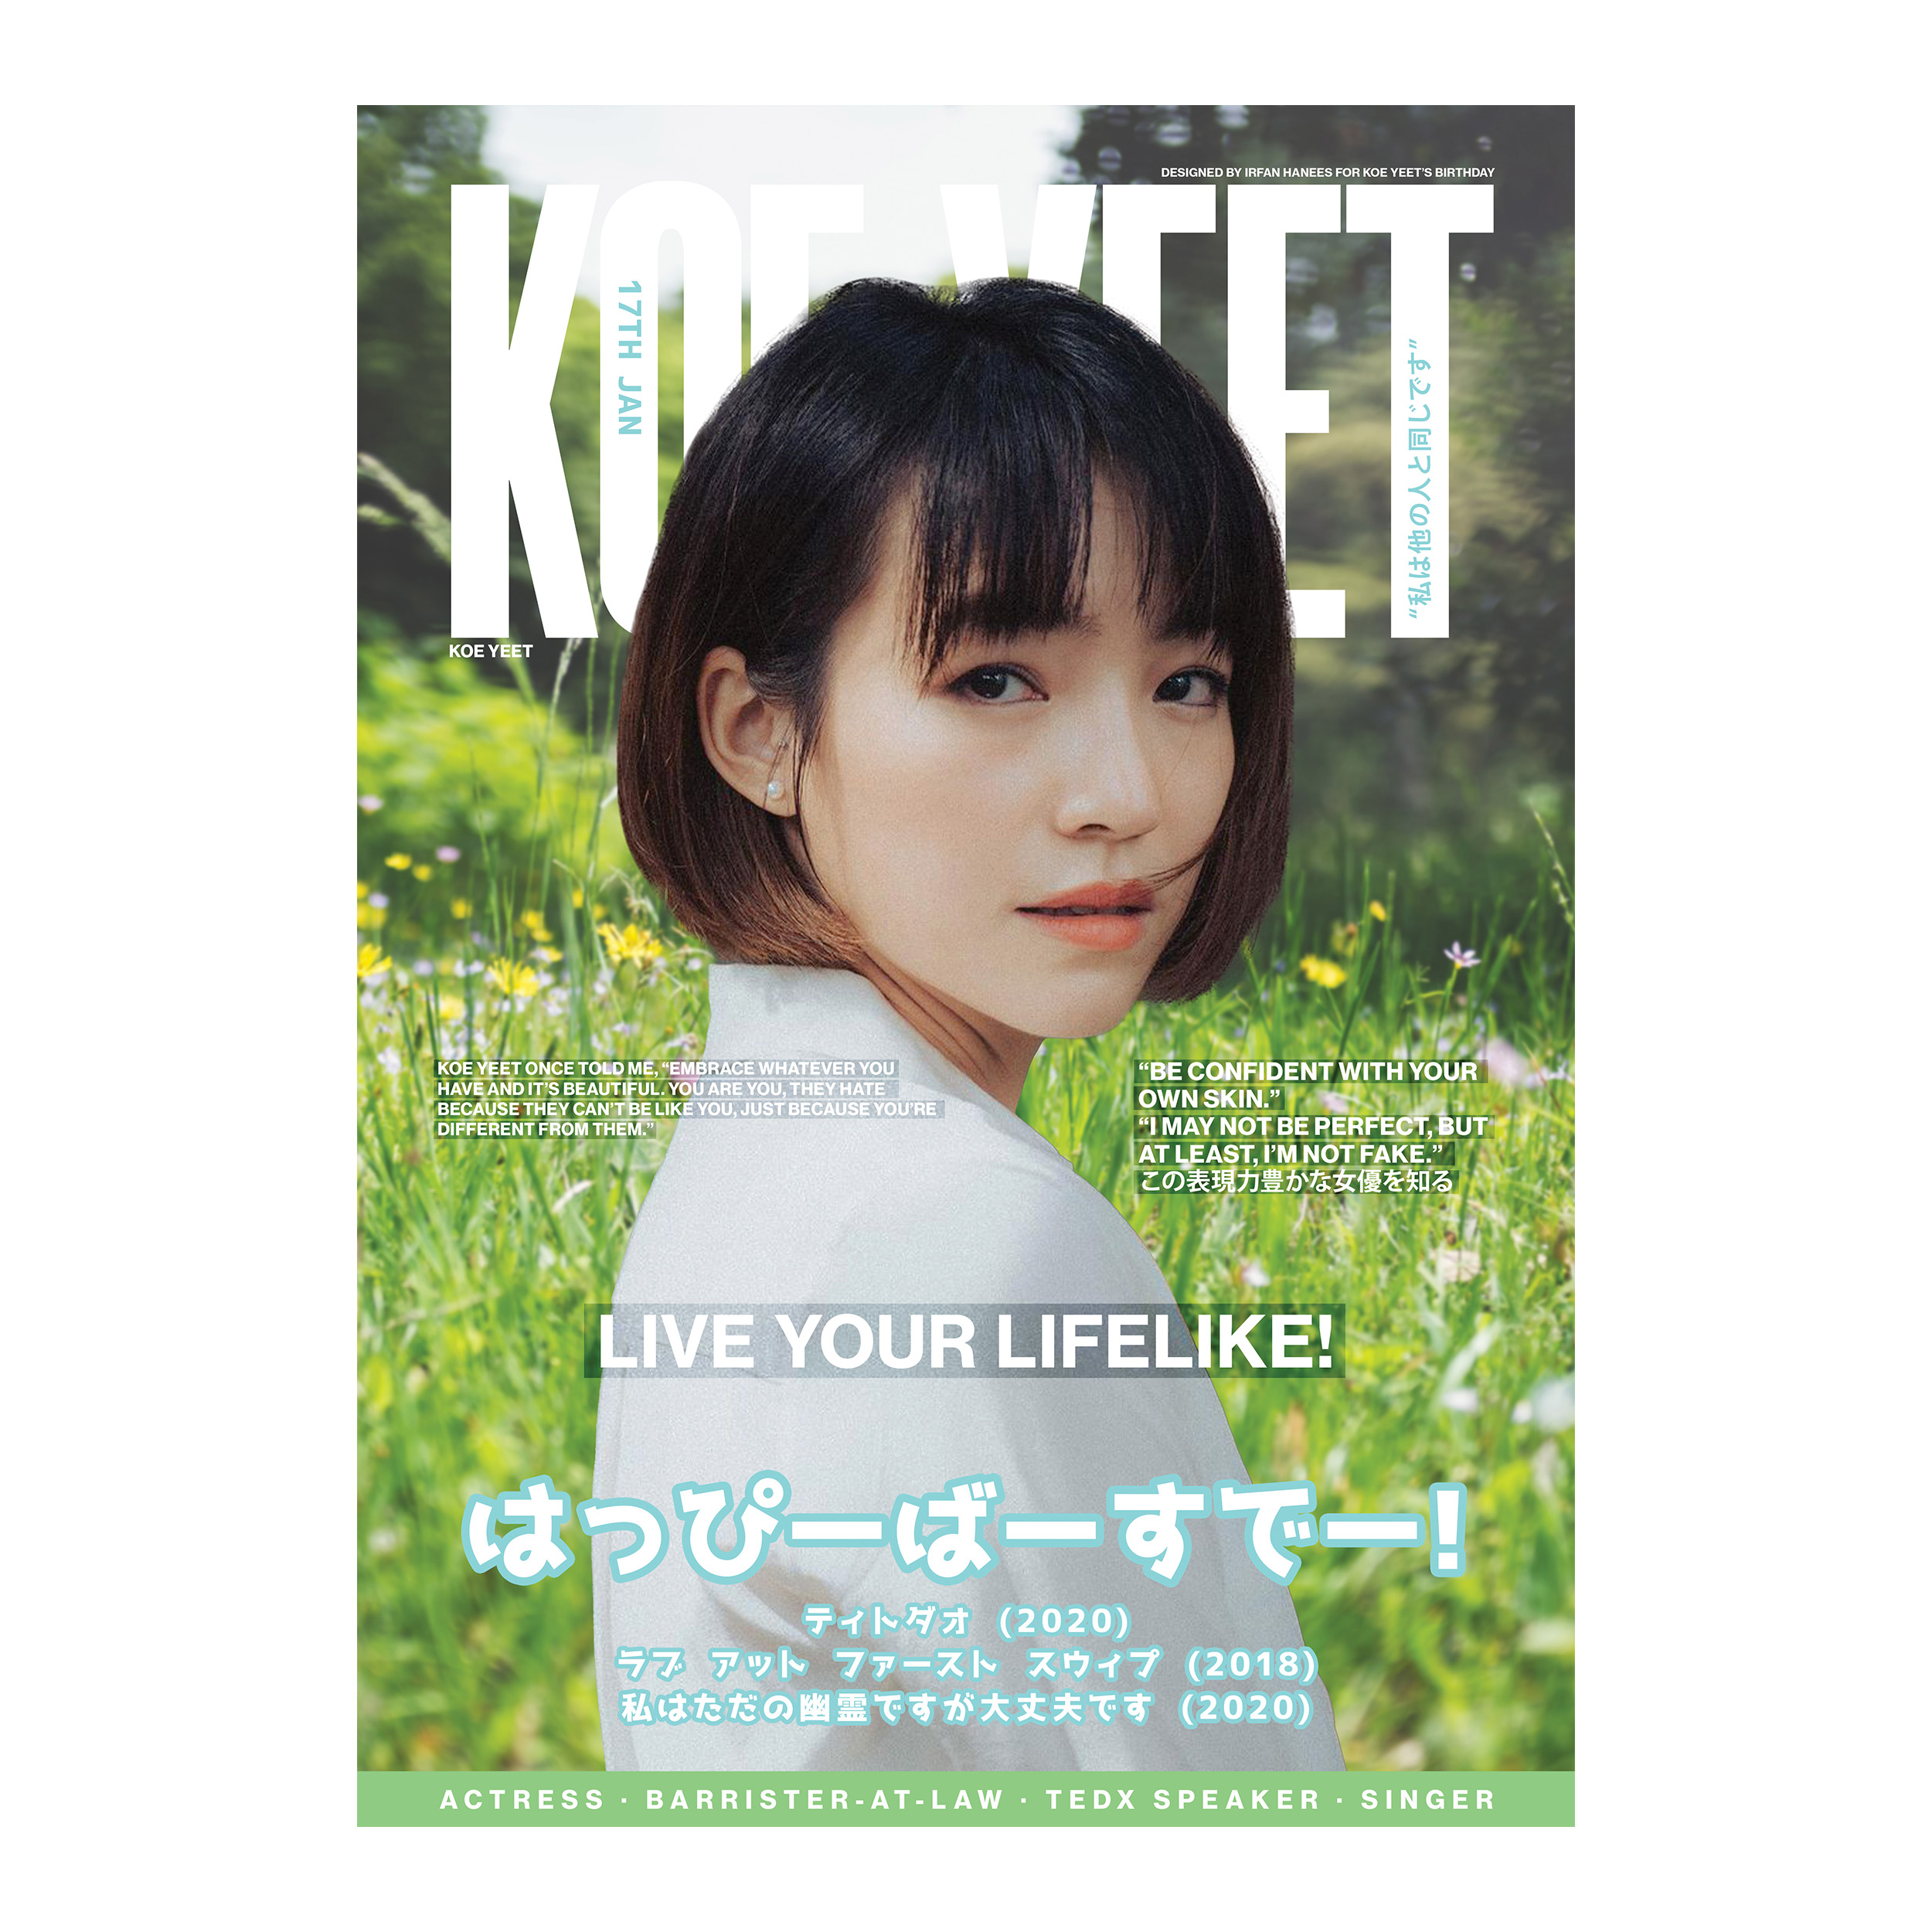 DESIGNED BY IRFAN HANEES FOR KOE YEET'S BIRTHDAY
KOE YEET
17TH JAN
"私は他の人と同じです"
KOE YEET
KOE YEET ONCE TOLD ME, “EMBRACE WHATEVER YOU
HAVE AND IT’S BEAUTIFUL. YOU ARE YOU, THEY HATE
BECAUSE THEY CAN’T BE LIKE YOU, JUST BECAUSE YOU’RE
DIFFERENT FROM THEM.”
“BE CONFIDENT WITH YOUR
OWN SKIN.”
“I MAY NOT BE PERFECT, BUT
AT LEAST, I’M NOT FAKE.”
この表現力豊かな女優を知る
LIVE YOUR LIFELIKE!
はっぴーばーすでー!
ティトダオ (2020)
ラブ アット ファースト スウィプ (2018)
私はただの幽霊ですが大丈夫です (2020)
ACTRESS · BARRISTER-AT-LAW · TEDX SPEAKER · SINGER